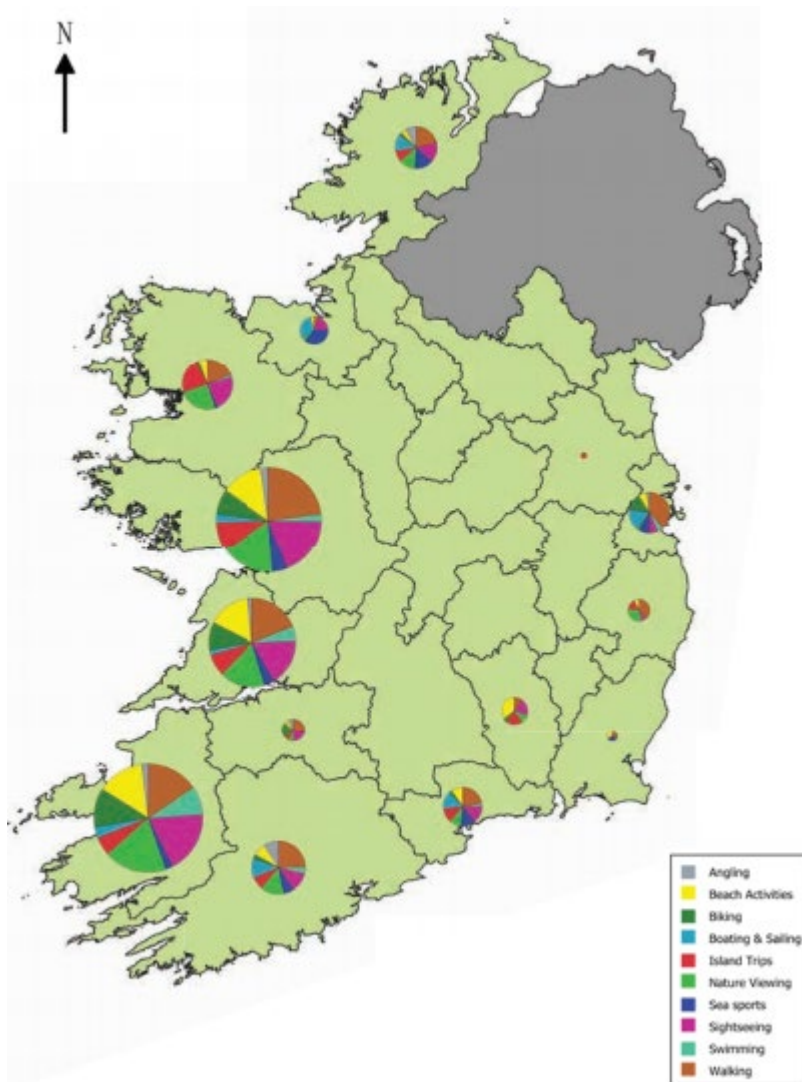 N
Angling
Beach Activities
Biking
Boating & Sailing
Island Trips
Nature Viewing
Sea sports
Sightseeing
Swimming
Walking